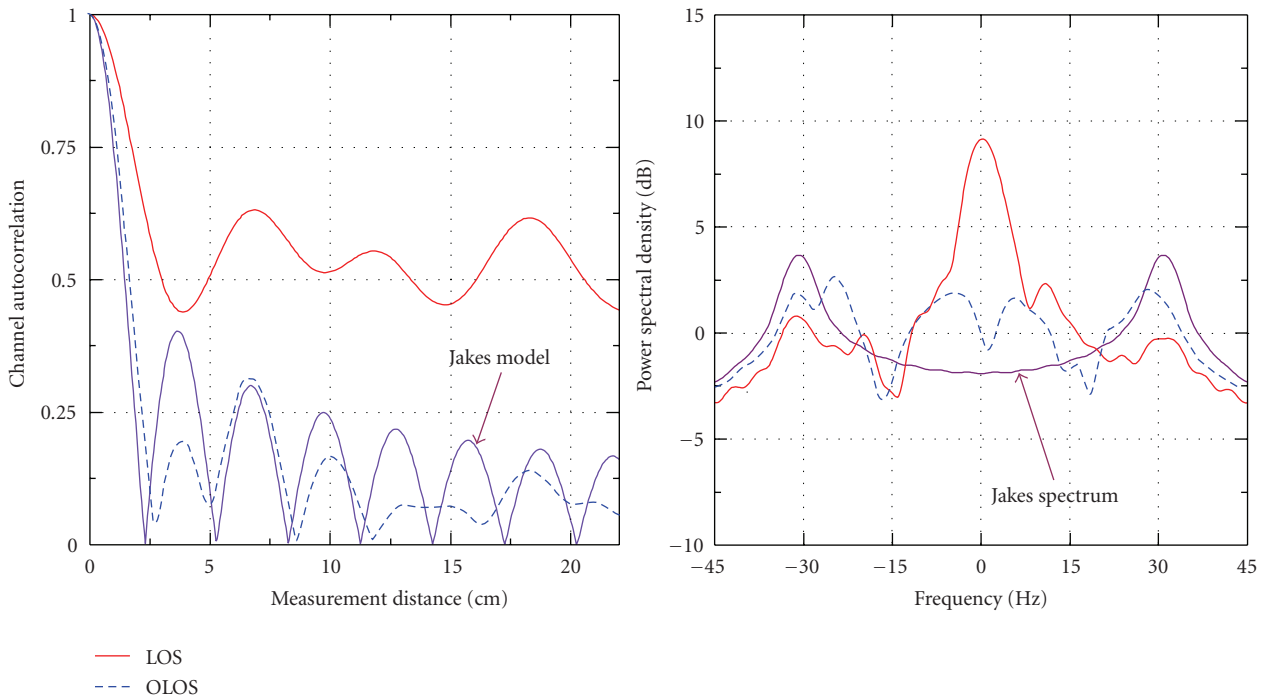 1
0.75
0.5
0.25
0
Channel autocorrelation
Jakes model
0
5
10
15
20
Measurement distance (cm)
LOS
OLOS
15
10
5
0
−5
−10
Power spectral density (dB)
Jakes spectrum
−45
−30
−15
0
15
30
45
Frequency (Hz)